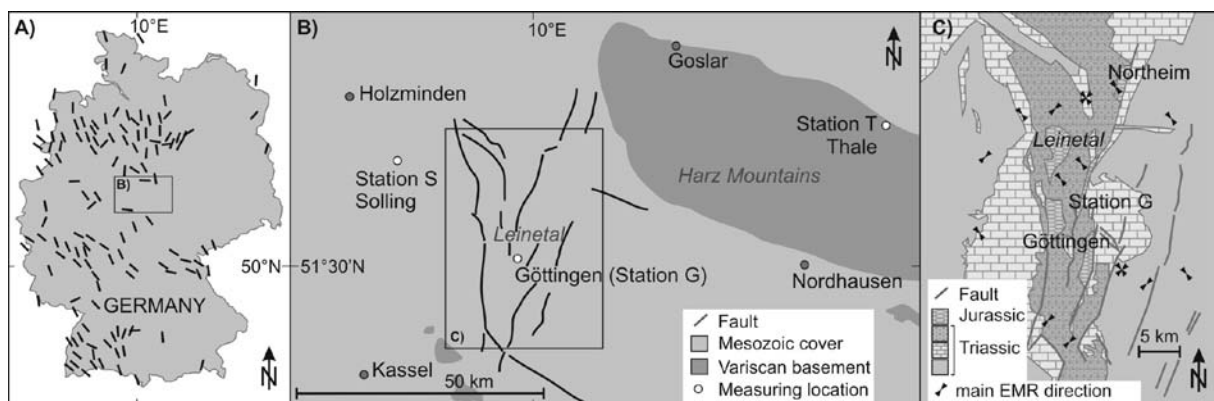 A)
10°E
B)
GERMANY
50°N
N
B)
10°E
N
Goslar
Holzminden
Station T
Thale
Station S
Solling
Harz Mountains
Leinetal
51°30'N
Göttingen (Station G)
Nordhausen
C)
Kassel
50 km
Fault
Mesozoic cover
Variscan basement
Measuring location
C)
Northeim
Leinetal
Station G
Göttingen
Fault
Jurassic
Triassic
5 km
main EMR direction
N